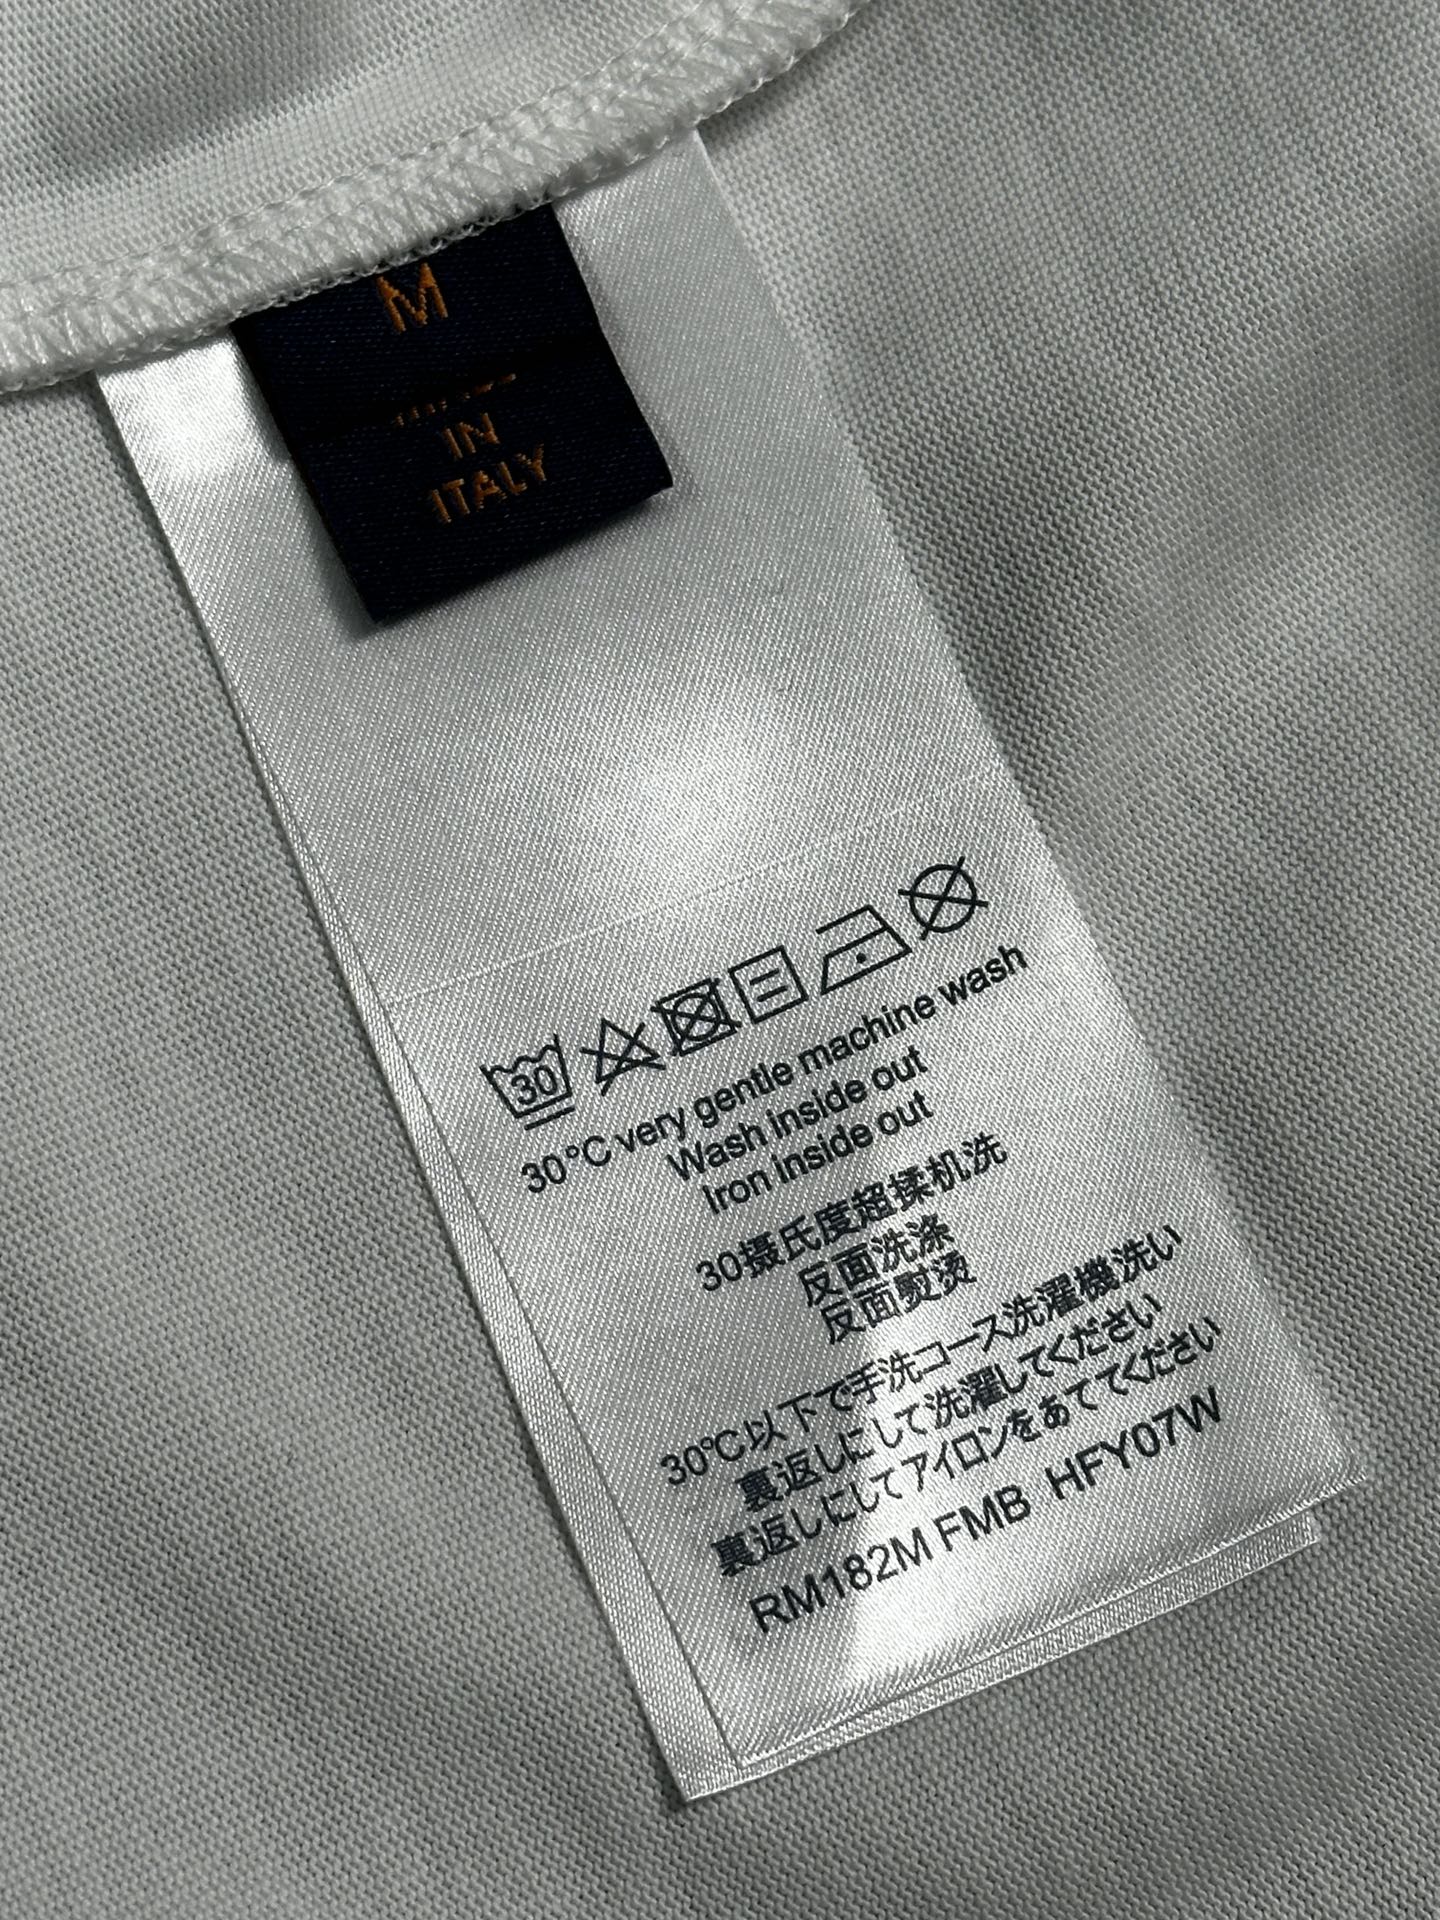 M
IN
ITALY
30
30°C very gentle machine wash
Wash inside out
Iron inside out
30摄氏度超揉机洗
反面洗涤
反面熨烫
30℃以下で手洗コース洗濯機洗い
裏返しにして洗濯してください
裏返しにしてアイロンをあててください
RM182M FMB HFY07W